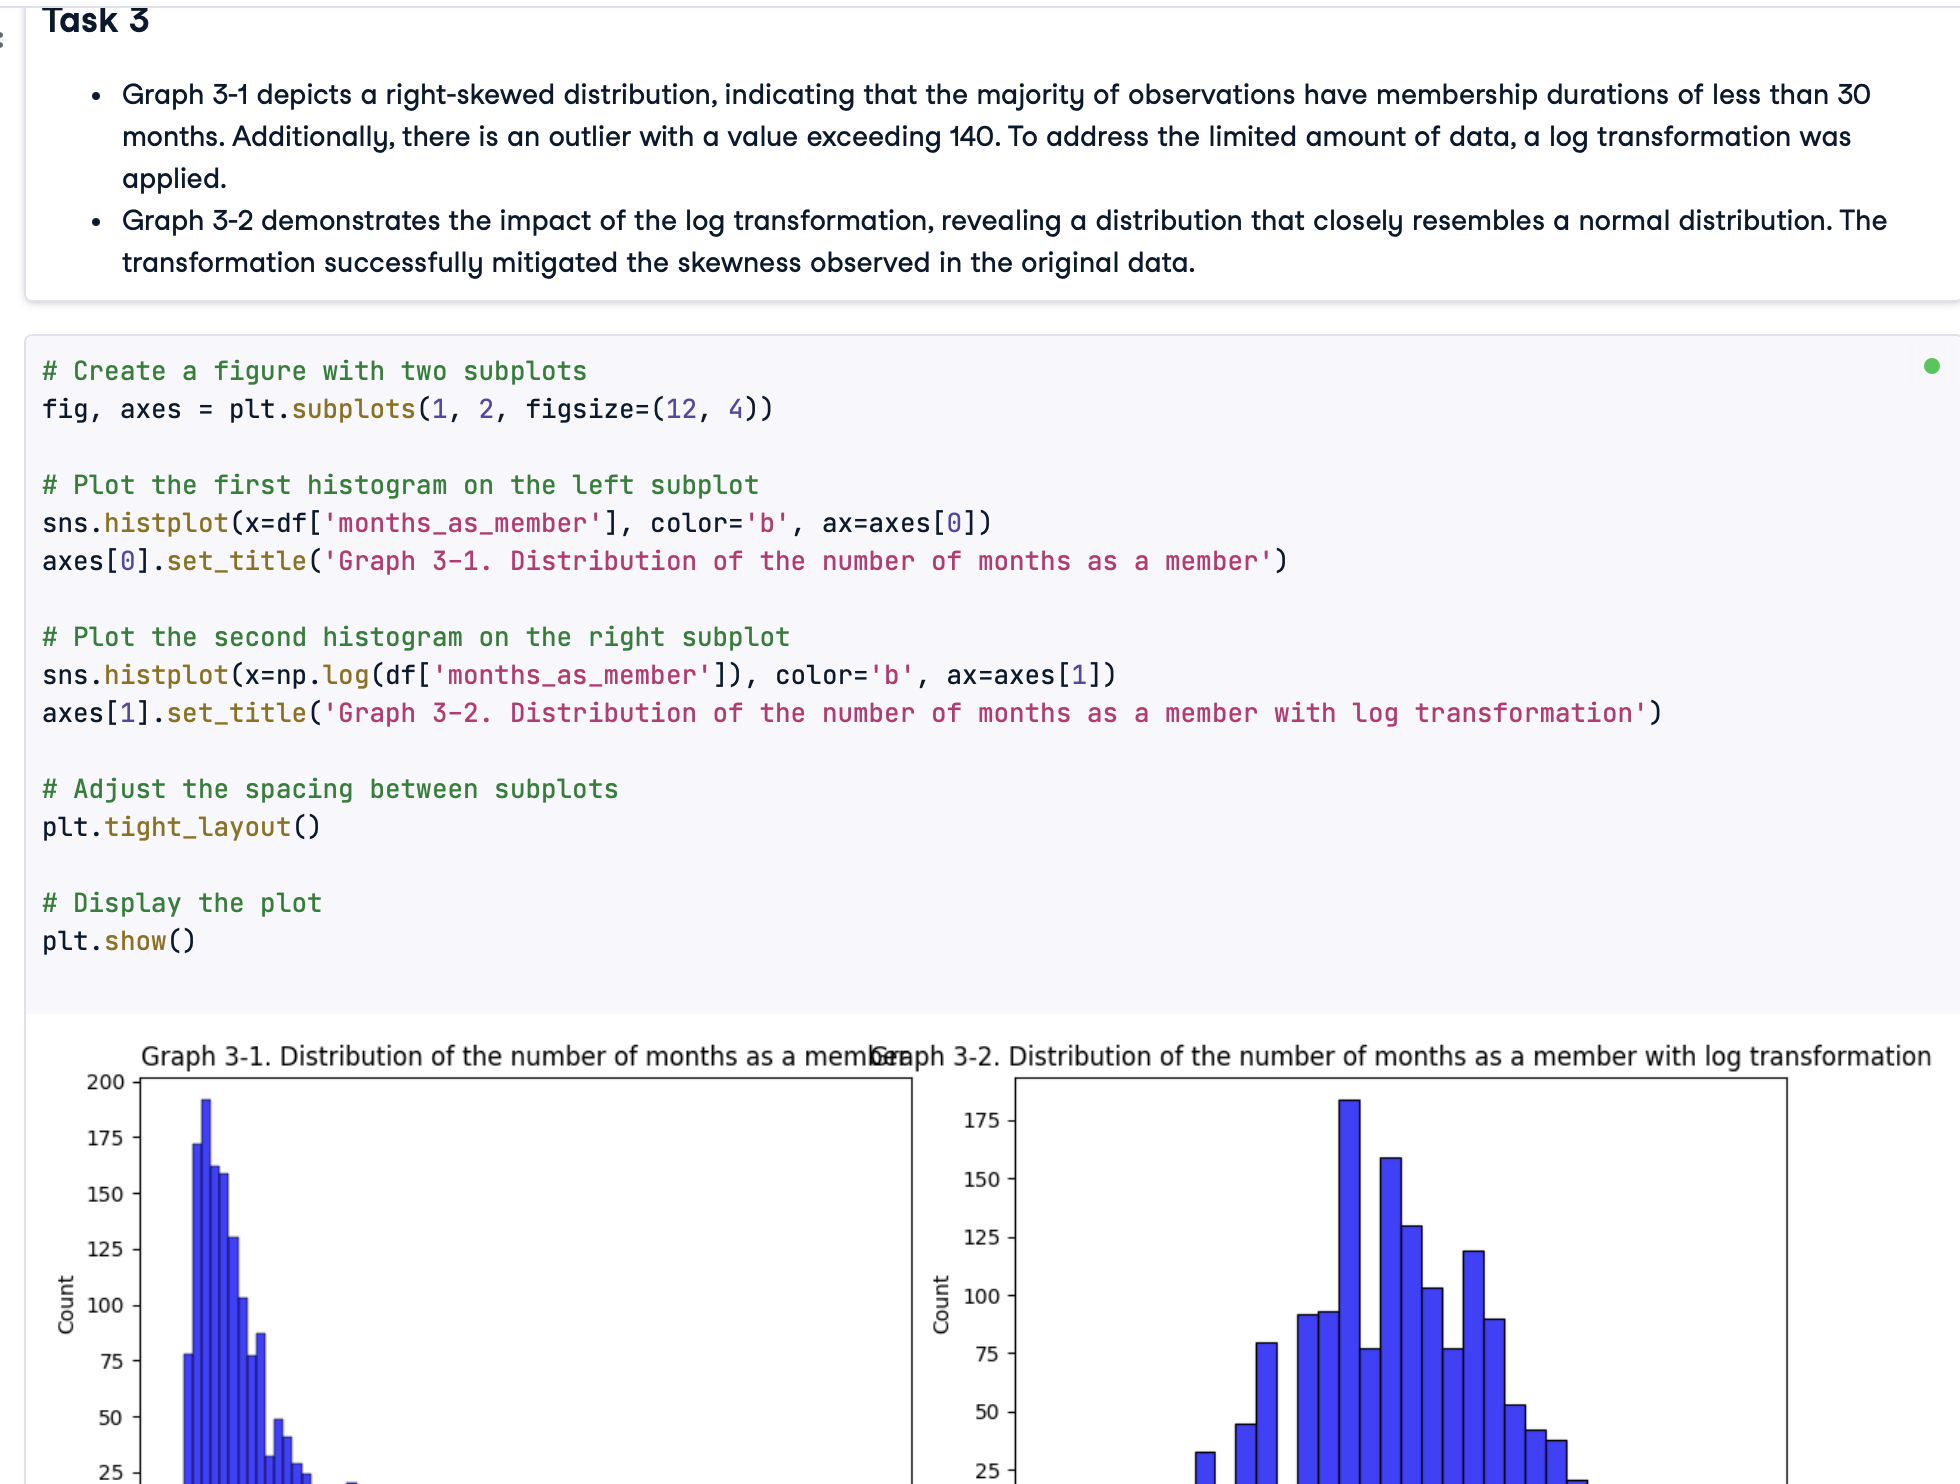 Task 3
• Graph 3-1 depicts a right-skewed distribution, indicating that the majority of observations have membership durations of less than 30
months. Additionally, there is an outlier with a value exceeding 140. To address the limited amount of data, a log transformation was
applied.
• Graph 3-2 demonstrates the impact of the log transformation, revealing a distribution that closely resembles a normal distribution. The
transformation successfully mitigated the skewness observed in the original data.
# Create a figure with two subplots
fig, axes = plt.subplots(1, 2, figsize=(12, 4))
# Plot the first histogram on the left subplot
sns.histplot(x=df['months_as_member'], color='b', ax=axes[0])
axes[0].set_title('Graph 3-1. Distribution of the number of months as a member')
# Plot the second histogram on the right subplot
sns.histplot(x=np.log(df['months_as_member']), color='b', ax=axes[1])
axes[1].set_title('Graph 3-2. Distribution of the number of months as a member with log transformation')
# Adjust the spacing between subplots
plt.tight_layout()
# Display the plot
plt.show()
Graph 3-1. Distribution of the number of months as a member
200
175
150
125
100
75
50
25
Count
Graph 3-2. Distribution of the number of months as a member with log transformation
175
150
125
100
75
50
25
Count